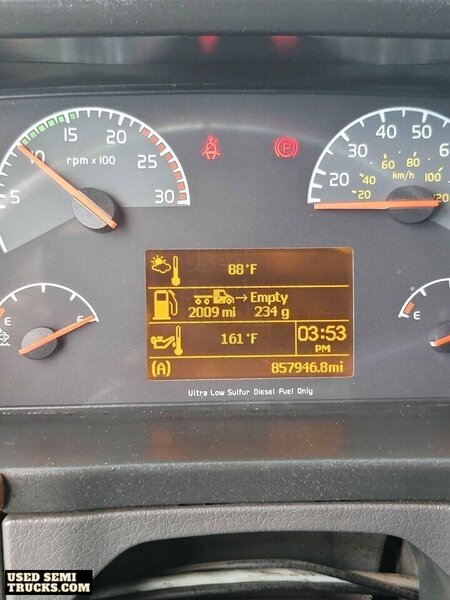 5
10
15
20
25
30
rpm x 100
20
30
40
50
60
20
40
60
80
100
120
km/h
P
E
F
E
88°F
→ Empty
2009 mi 234 g
161 °F
03:53
PM
(A)
857946.8mi
Ultra Low Sulfur Diesel Fuel Only
USED SEMI
TRUCKS.COM